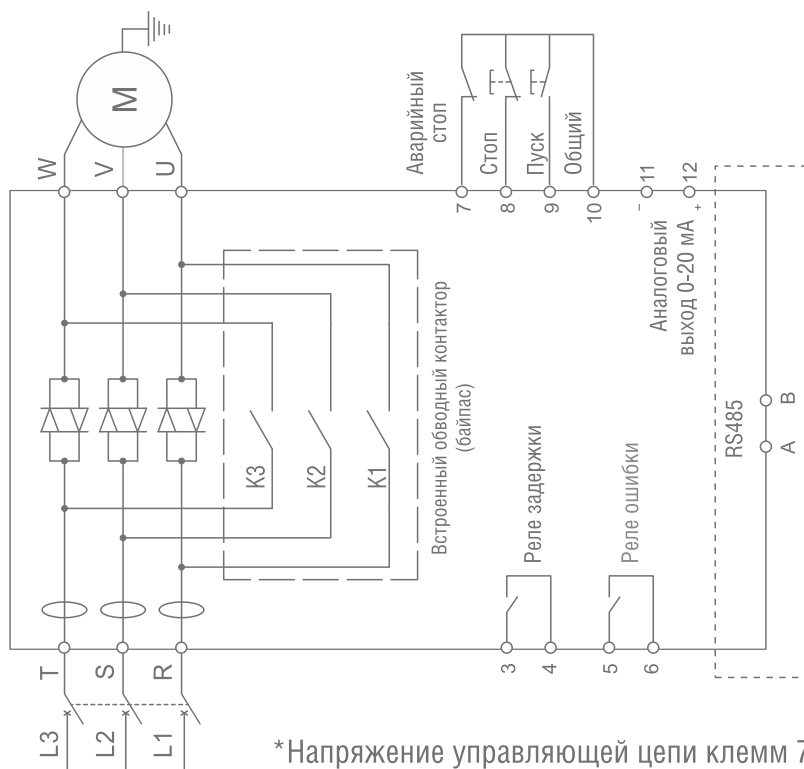 M
W
V
U
Аварийный
стоп
Стоп
Пуск
Общий
7
8
9
10
11
12
–
+
Аналоговый
выход 0-20 мА
K3
K2
K1
Встроенный обводный контактор
(байпас)
RS485
B
A
Реле задержки
Реле ошибки
3
4
5
6
T
S
R
L3
L2
L1
*Напряжение управляющей цепи клемм 7